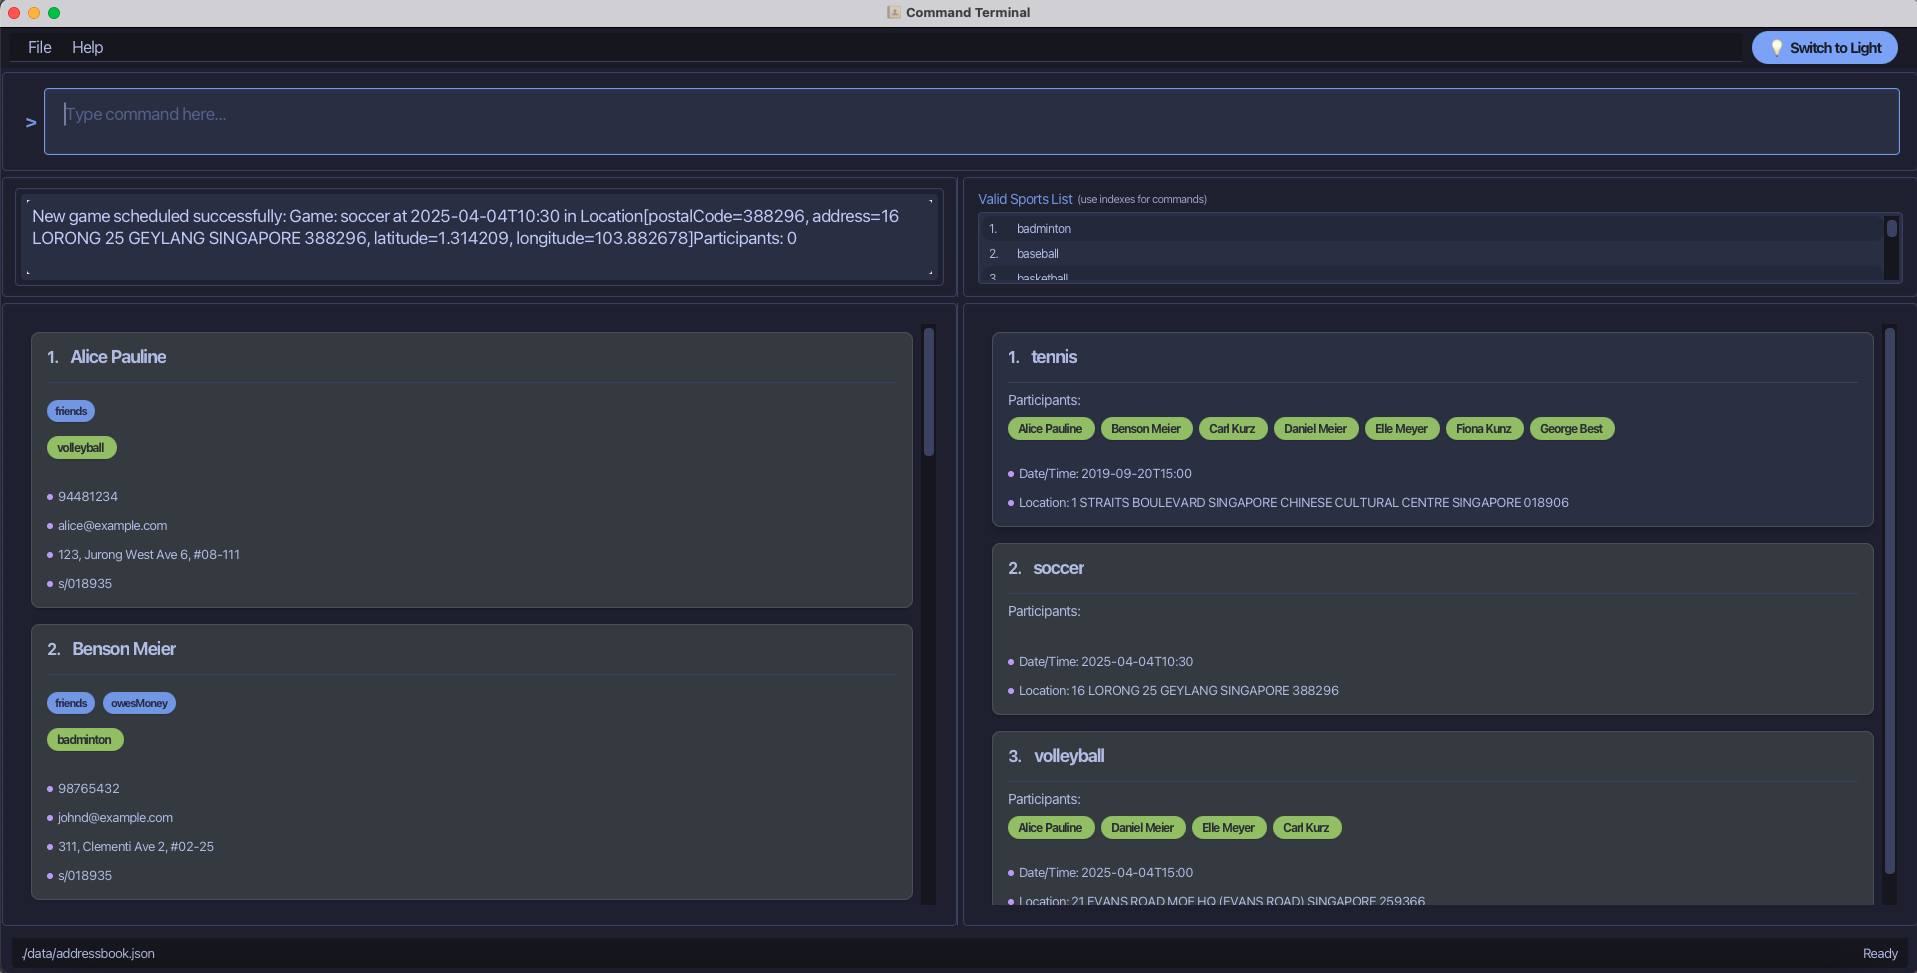 Command Terminal
File Help
Switch to Light
> Type command here...
New game scheduled successfully: Game: soccer at 2025-04-04T10:30 in Location[postalCode=388296, address=16
LORONG 25 GEYLANG SINGAPORE 388296, latitude=1.314209, longitude=103.882678]Participants: 0
Valid Sports List (use indexes for commands)
1. badminton
2. baseball
3. basketball
1. Alice Pauline
friends
volleyball
94481234
alice@example.com
123, Jurong West Ave 6, #08-111
s/018935
2. Benson Meier
friends owesMoney
badminton
98765432
johnd@example.com
311, Clementi Ave 2, #02-25
s/018935
1. tennis
Participants:
Alice Pauline Benson Meier Carl Kurz Daniel Meier Elle Meyer Fiona Kunz George Best
Date/Time: 2019-09-20T15:00
Location: 1 STRAITS BOULEVARD SINGAPORE CHINESE CULTURAL CENTRE SINGAPORE 018906
2. soccer
Participants:
Date/Time: 2025-04-04T10:30
Location: 16 LORONG 25 GEYLANG SINGAPORE 388296
3. volleyball
Participants:
Alice Pauline Daniel Meier Elle Meyer Carl Kurz
Date/Time: 2025-04-04T15:00
Location: 21 EVANS ROAD MOE HQ (EVANS ROAD) SINGAPORE 259366
./data/addressbook.json
Ready